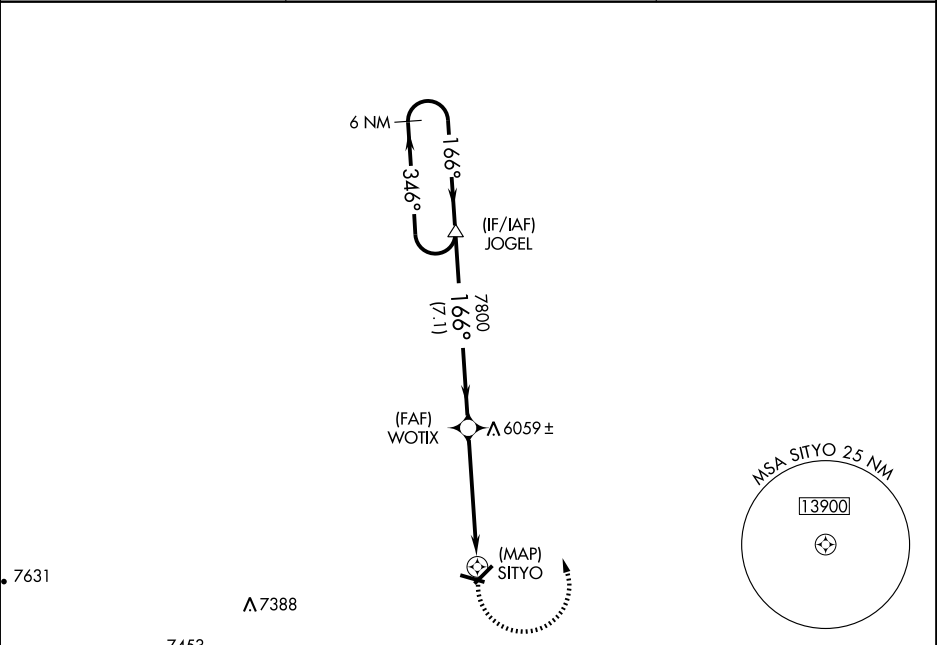 6 NM
166°
346°
(IF/IAF)
JOGEL
7800
166°
(7.1)
(FAF)
WOTIX
6059 ±
MSA SITYO 25 NM
13900
(MAP)
SITYO
7631
7388
7453